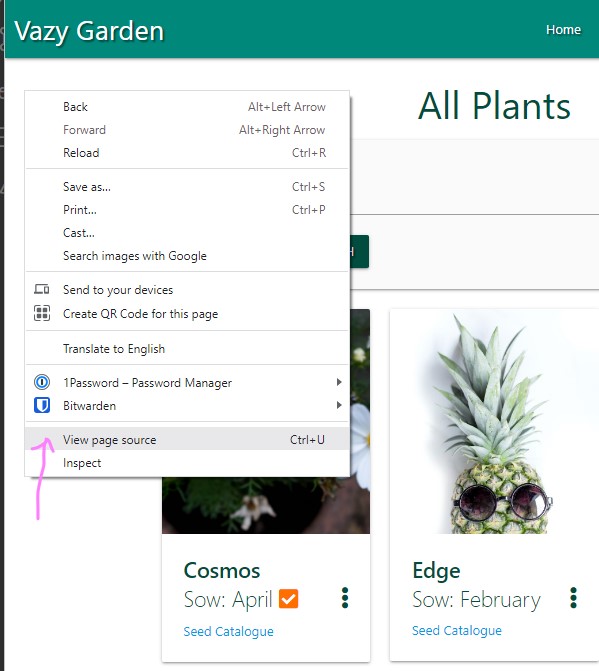 Vazy Garden
Home
All Plants
Back Alt+Left Arrow
Forward Alt+Right Arrow
Reload Ctrl+R
Save as... Ctrl+S
Print... Ctrl+P
Cast...
Search images with Google
Send to your devices
Create QR Code for this page
Translate to English
1Password – Password Manager
Bitwarden
View page source Ctrl+U
Inspect
Cosmos
Sow: April
Seed Catalogue
Edge
Sow: February
Seed Catalogue